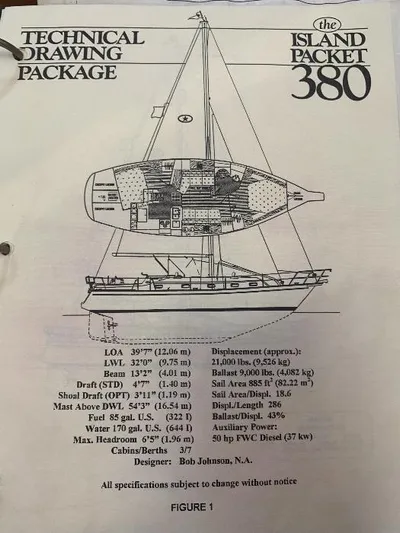 TECHNICAL
DRAWING
PACKAGE
the
ISLAND
PACKET
380
LOA 39'7" (12.06 m)
LWL 32'0" (9.75 m)
Beam 13'2" (4.01 m)
Draft (STD) 4'7" (1.40 m)
Shoal Draft (OPT) 3'11" (1.19 m)
Mast Above DWL 54'3" (16.54 m)
Fuel 85 gal. U.S. (322 l)
Water 170 gal. U.S. (644 l)
Max. Headroom 6'5" (1.96 m)
Cabins/Berths 3/7
Displacement (approx.):
21,000 lbs. (9,526 kg)
Ballast 9,000 lbs. (4,082 kg)
Sail Area 885 ft² (82.22 m²)
Sail Area/Displ. 18.6
Displ./Length 286
Ballast/Displ. 43%
Auxiliary Power:
50 hp FWC Diesel (37 kw)
Designer: Bob Johnson, N.A.
All specifications subject to change without notice
FIGURE 1